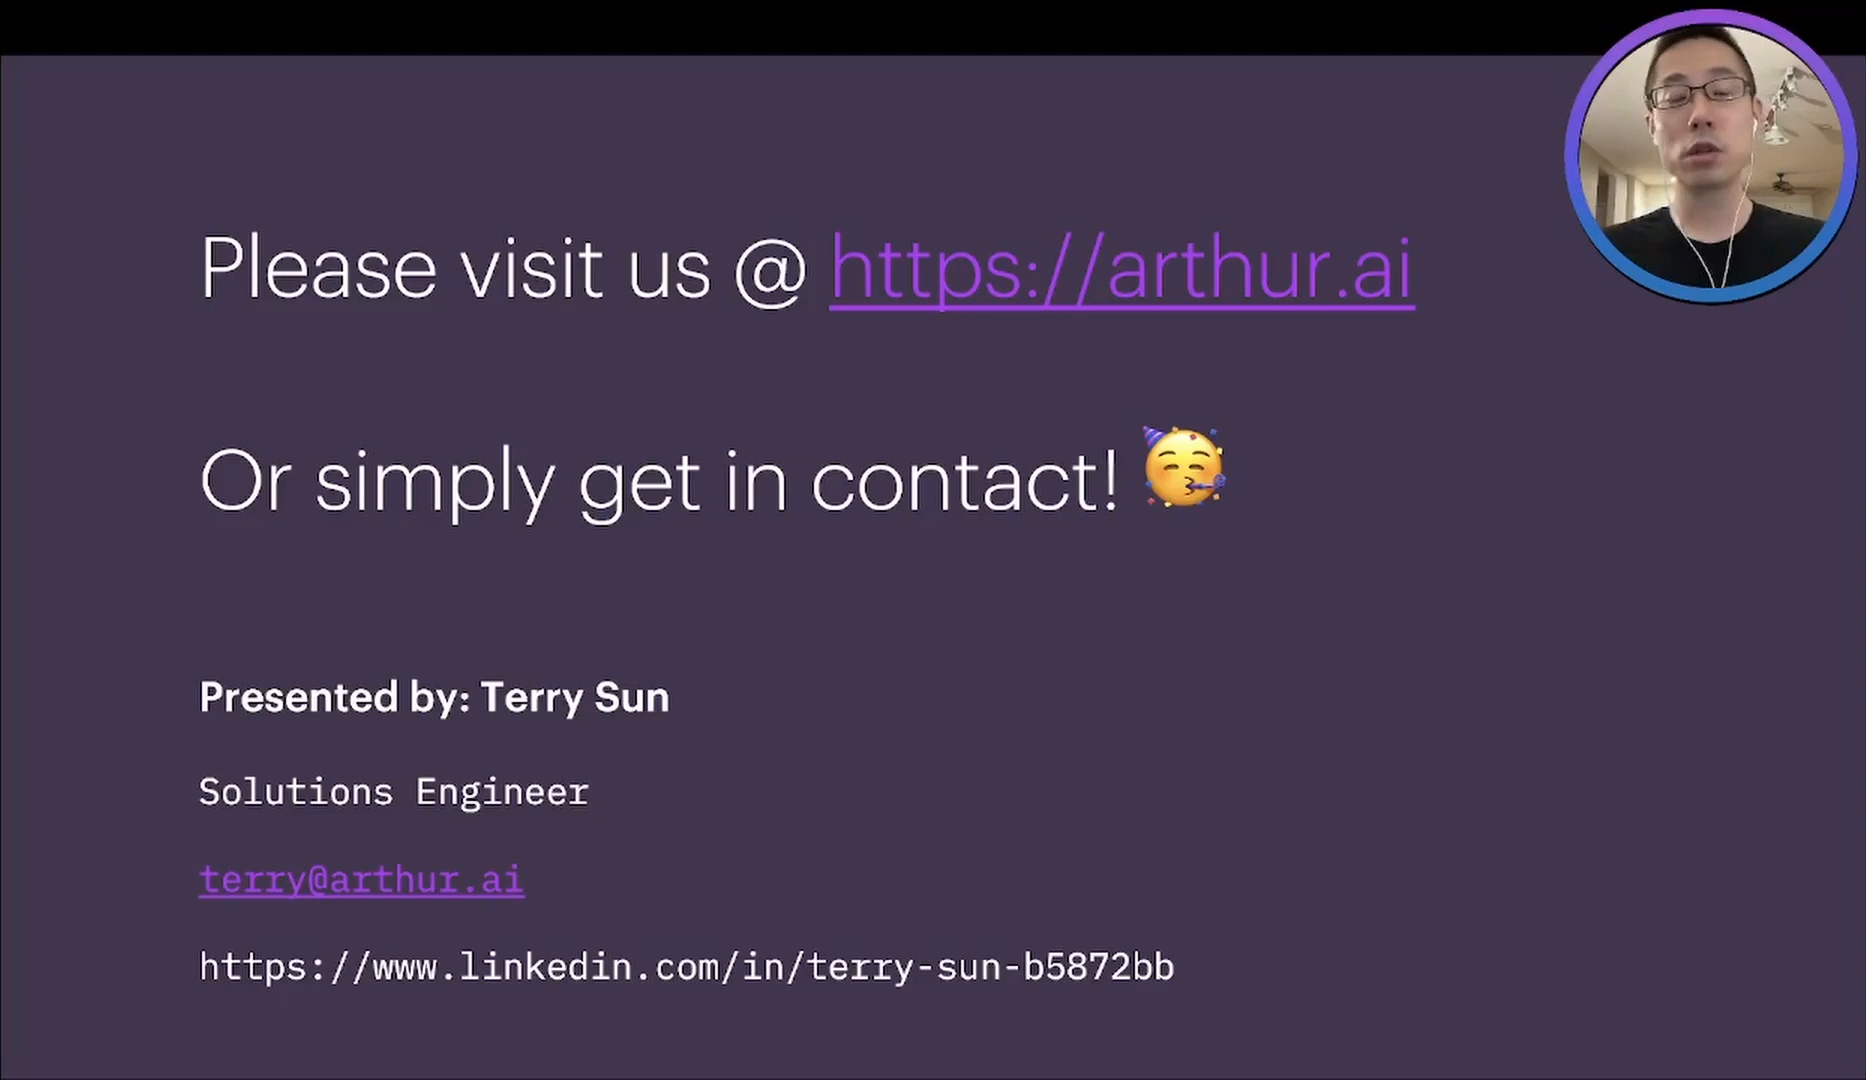 Please visit us @ https://arthur.ai
Or simply get in contact! 🥳
Presented by: Terry Sun
Solutions Engineer
terry@arthur.ai
https://www.linkedin.com/in/terry-sun-b5872bb